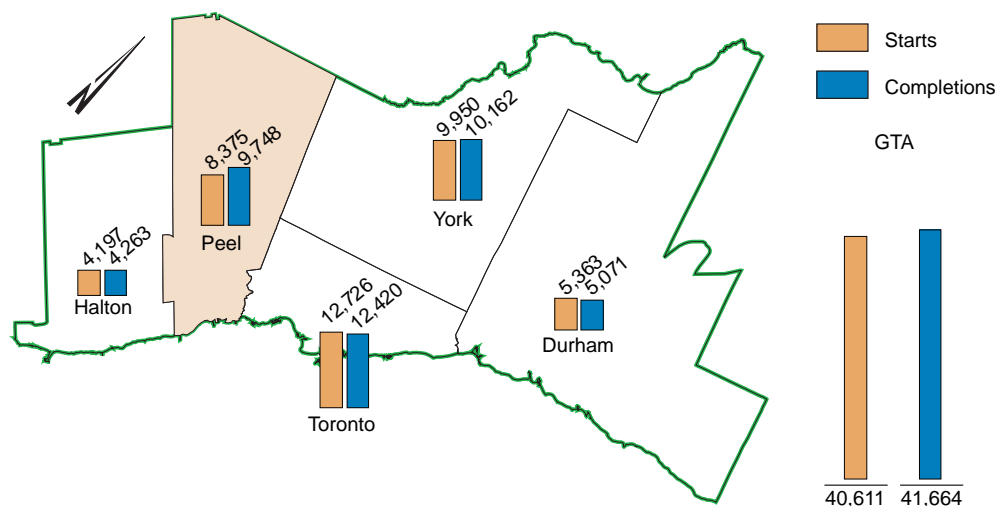 Starts
Completions
GTA
9,950
10,162
York
8,375
9,748
Peel
4,197
4,263
Halton
5,363
5,071
Durham
12,726
12,420
Toronto
40,611
41,664